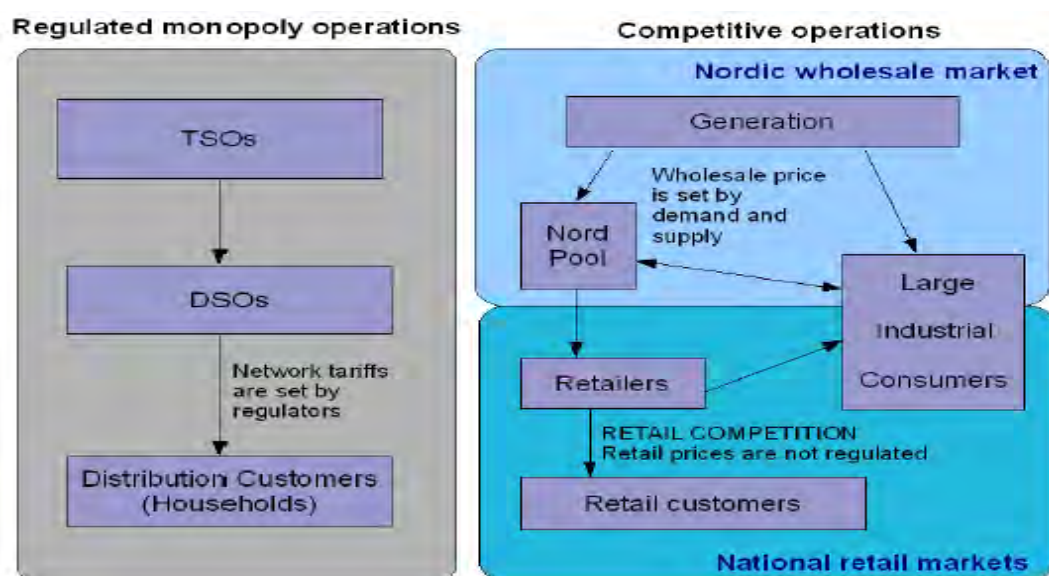 Regulated monopoly operations
TSOs
DSOs
Network tariffs
are set by
regulators
Distribution Customers
(Households)
Competitive operations
Nordic wholesale market
Generation
Wholesale price
is set by
demand and
supply
Nord
Pool
Large
Industrial
Consumers
Retailers
RETAIL COMPETITION
Retail prices are not regulated
Retail customers
National retail markets